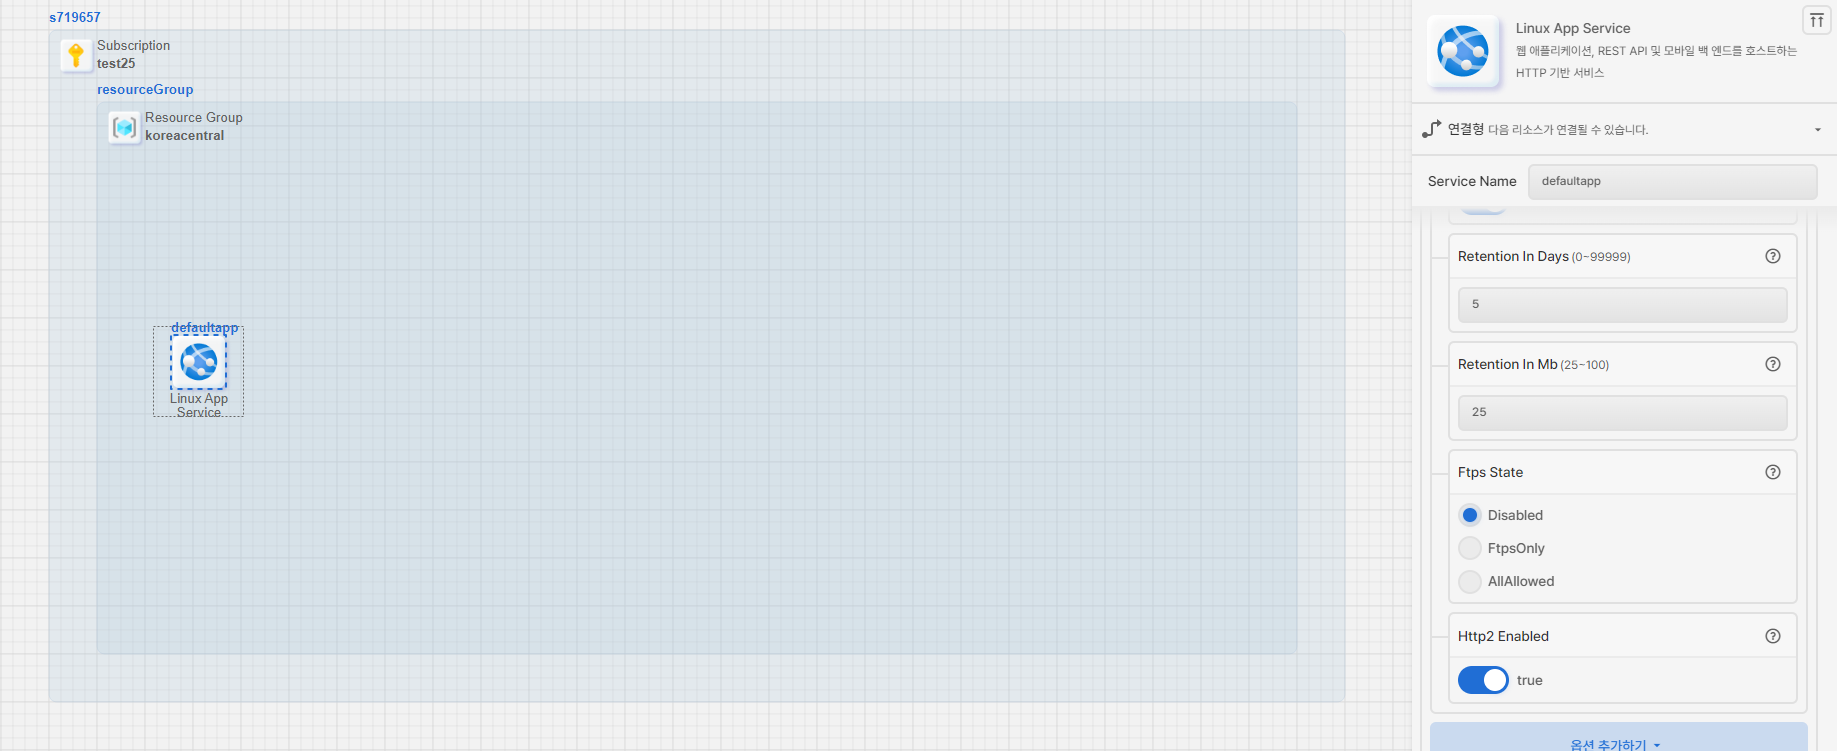 s719657
Subscription
test25
resourceGroup
Resource Group
koreacentral
defaultapp
Linux App
Service
Linux App Service
웹 애플리케이션, REST API 및 모바일 백 엔드를 호스트하는
HTTP 기반 서비스
연결형 다음 리소스가 연결될 수 있습니다.
Service Name
defaultapp
Retention In Days (0~99999)
5
Retention In Mb (25~100)
25
Ftps State
Disabled
FtpsOnly
AllAllowed
Http2 Enabled
true
옵션 추가하기